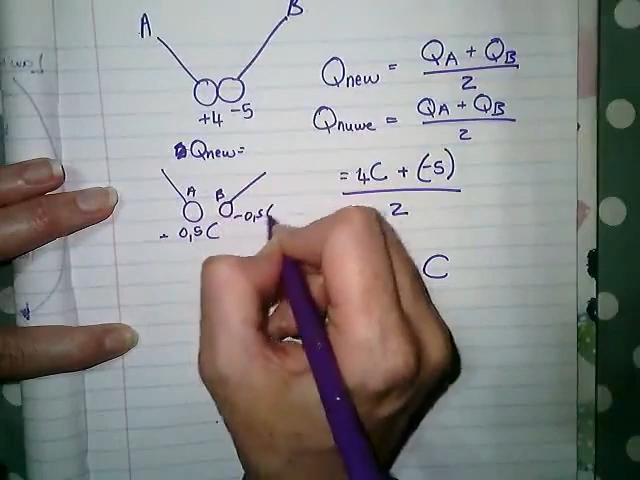 A B
+4 -5
Qnew = QA + QB / 2
Qnuwe = QA + QB / 2
Qnew=
= 4C + (-5) / 2
A B
- 0,5C -0,5C
C